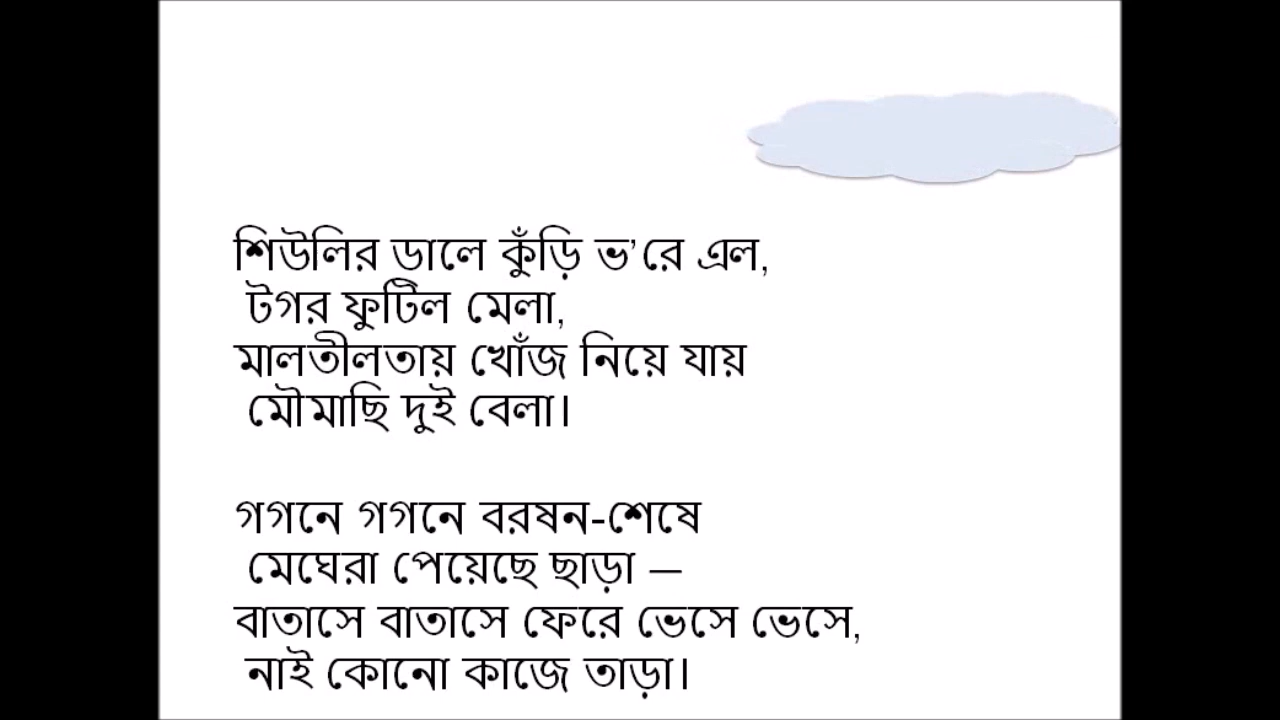 শিউলির ডালে কুঁড়ি ভ'রে এল,
টগর ফুটিল মেলা,
মালতীলতায় খোঁজ নিয়ে যায়
মৌমাছি দুই বেলা।
গগনে গগনে বরষন-শেষে
মেঘেরা পেয়েছে ছাড়া —
বাতাসে বাতাসে ফেরে ভেসে ভেসে,
নাই কোনো কাজে তাড়া।